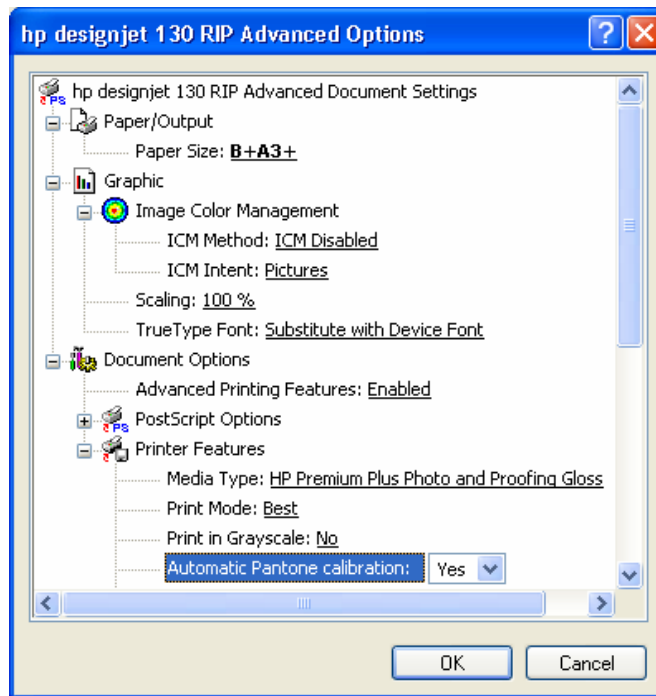 hp designjet 130 RIP Advanced Options
hp designjet 130 RIP Advanced Document Settings
Paper/Output
Paper Size: B+A3+
Graphic
Image Color Management
ICM Method: ICM Disabled
ICM Intent: Pictures
Scaling: 100 %
TrueType Font: Substitute with Device Font
Document Options
Advanced Printing Features: Enabled
PostScript Options
Printer Features
Media Type: HP Premium Plus Photo and Proofing Gloss
Print Mode: Best
Print in Grayscale: No
Automatic Pantone calibration: Yes
OK Cancel